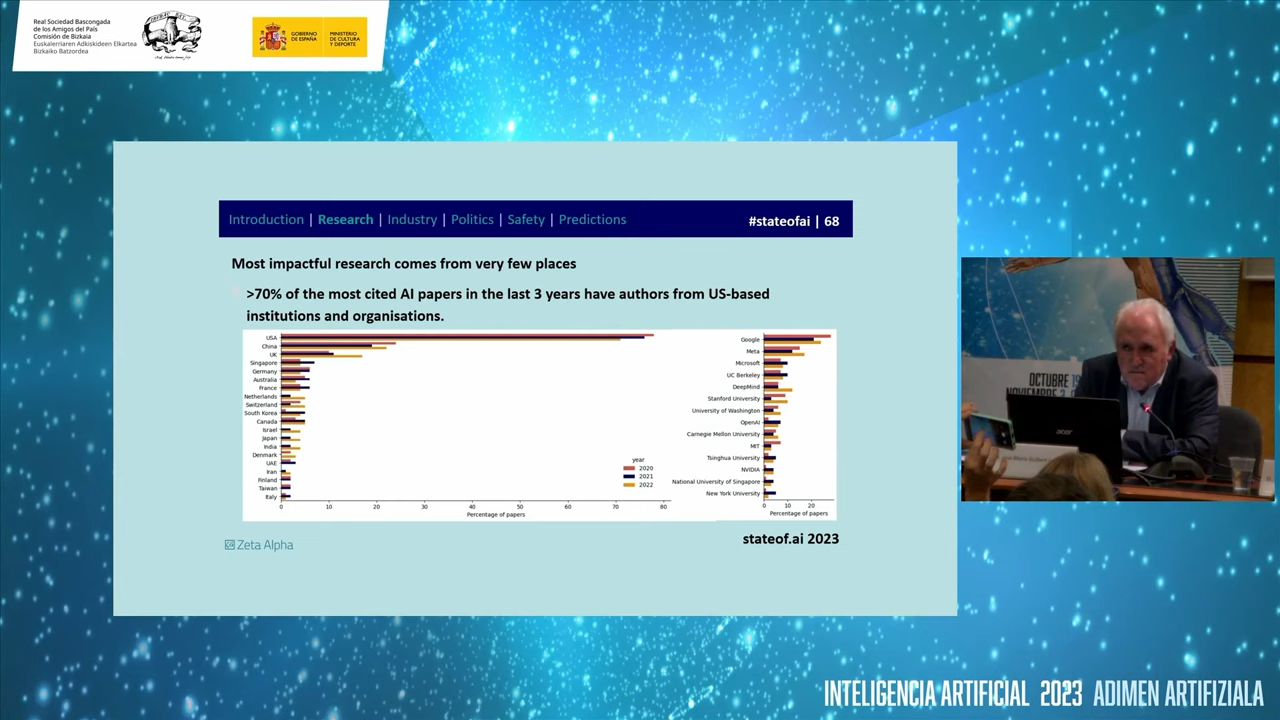 Real Sociedad Bascongada
de los Amigos del País
Comisión de Bizkaia
Euskalerriaren Adiskideen Elkartea
Bizkaiko Batzordea
GOBIERNO
DE ESPAÑA
MINISTERIO
DE CULTURA
Y DEPORTE
Introduction | Research | Industry | Politics | Safety | Predictions
#stateofai | 68
Most impactful research comes from very few places
>70% of the most cited AI papers in the last 3 years have authors from US-based
institutions and organisations.
USA
China
UK
Singapore
Germany
Australia
France
Netherlands
Switzerland
South Korea
Canada
Israel
Japan
India
Denmark
UAE
Iran
Finland
Taiwan
Italy
0 10 20 30 40 50 60 70 80
Percentage of papers
year
2020
2021
2022
Google
Meta
Microsoft
UC Berkeley
DeepMind
Stanford University
University of Washington
OpenAI
Carnegie Mellon University
MIT
Tsinghua University
NVIDIA
National University of Singapore
New York University
0 10 20
Percentage of papers
Zeta Alpha
stateof.ai 2023
OCTUBRE
acer
INTELIGENCIA ARTIFICIAL 2023 ADIMEN ARTIFIZIALA